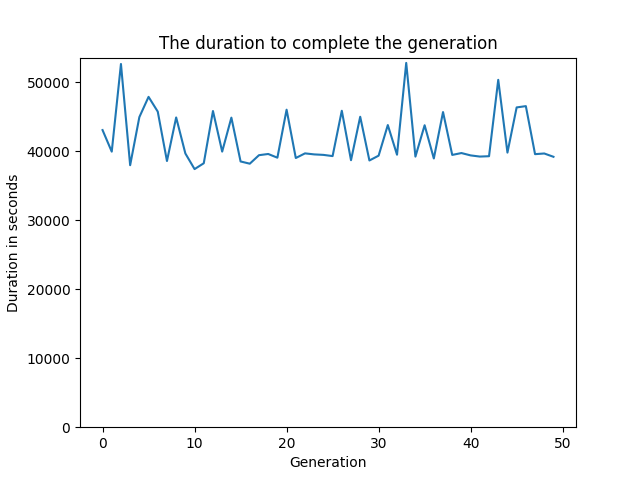 The duration to complete the generation
50000
40000
30000
20000
10000
0
Duration in seconds
0 10 20 30 40 50
Generation